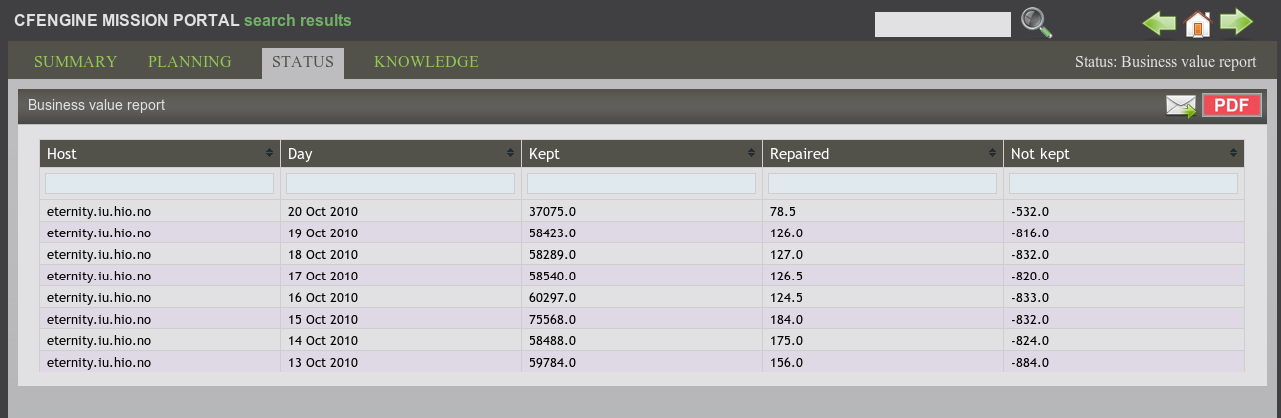 CFENGINE MISSION PORTAL search results
SUMMARY PLANNING STATUS KNOWLEDGE Status: Business value report
Business value report PDF
Host Day Kept Repaired Not kept
eternity.iu.hio.no 20 Oct 2010 37075.0 78.5 -532.0
eternity.iu.hio.no 19 Oct 2010 58423.0 126.0 -816.0
eternity.iu.hio.no 18 Oct 2010 58289.0 127.0 -832.0
eternity.iu.hio.no 17 Oct 2010 58540.0 126.5 -820.0
eternity.iu.hio.no 16 Oct 2010 60297.0 124.5 -833.0
eternity.iu.hio.no 15 Oct 2010 75568.0 184.0 -832.0
eternity.iu.hio.no 14 Oct 2010 58488.0 175.0 -824.0
eternity.iu.hio.no 13 Oct 2010 59784.0 156.0 -884.0